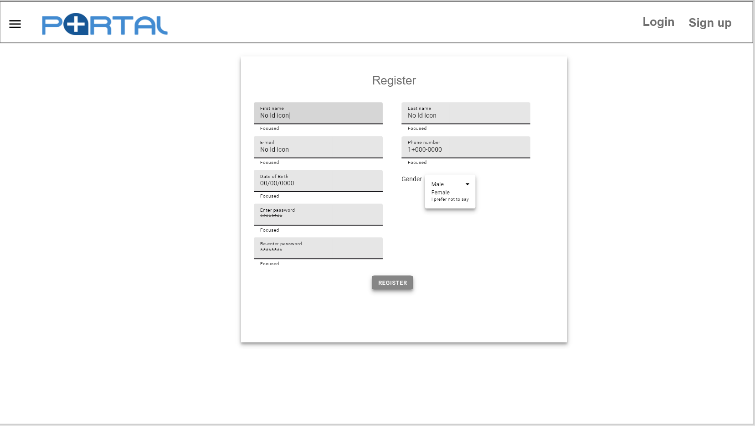 PORTAL
Login
Sign up
Register
First name
No Id Icon
Focused
Last name
No Id Icon
Focused
E-mail
No Id Icon
Focused
Phone number
1+000-0000
Focused
Date of Birth
00/00/0000
Focused
Gender
Male
Female
I prefer not to say
Enter password
********
Focused
Re-enter password
********
Focused
REGISTER